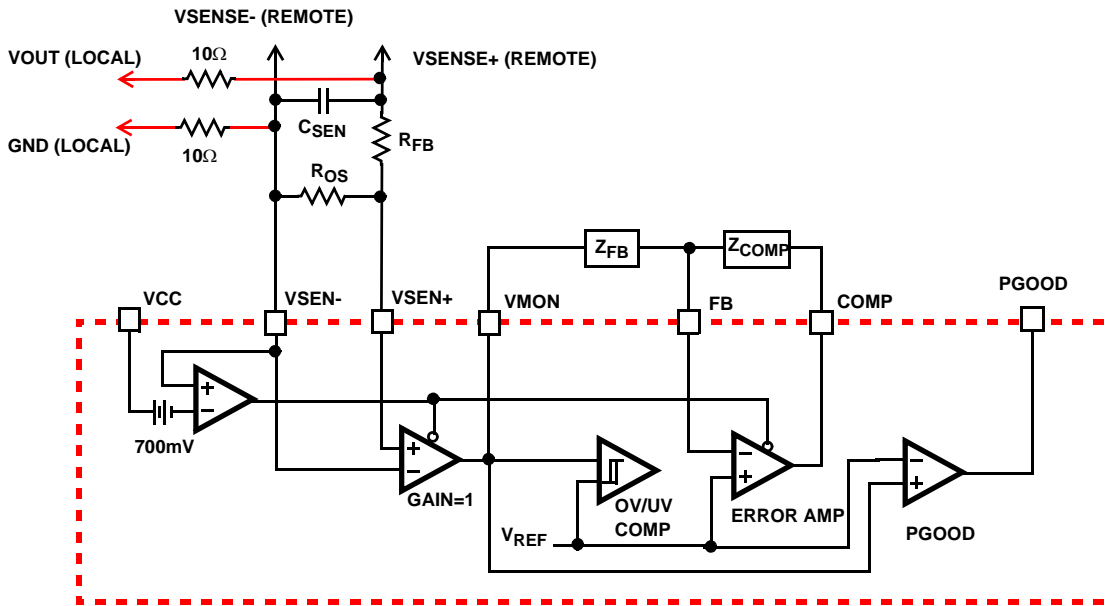 VSENSE- (REMOTE)
VOUT (LOCAL)
10Ω
VSENSE+ (REMOTE)
CSEN
RFB
GND (LOCAL)
10Ω
ROS
ZFB
ZCOMP
VCC
VSEN-
VSEN+
VMON
FB
COMP
PGOOD
+
−
700mV
+
−
GAIN=1
OV/UV
COMP
−
+
ERROR AMP
−
+
PGOOD
VREF